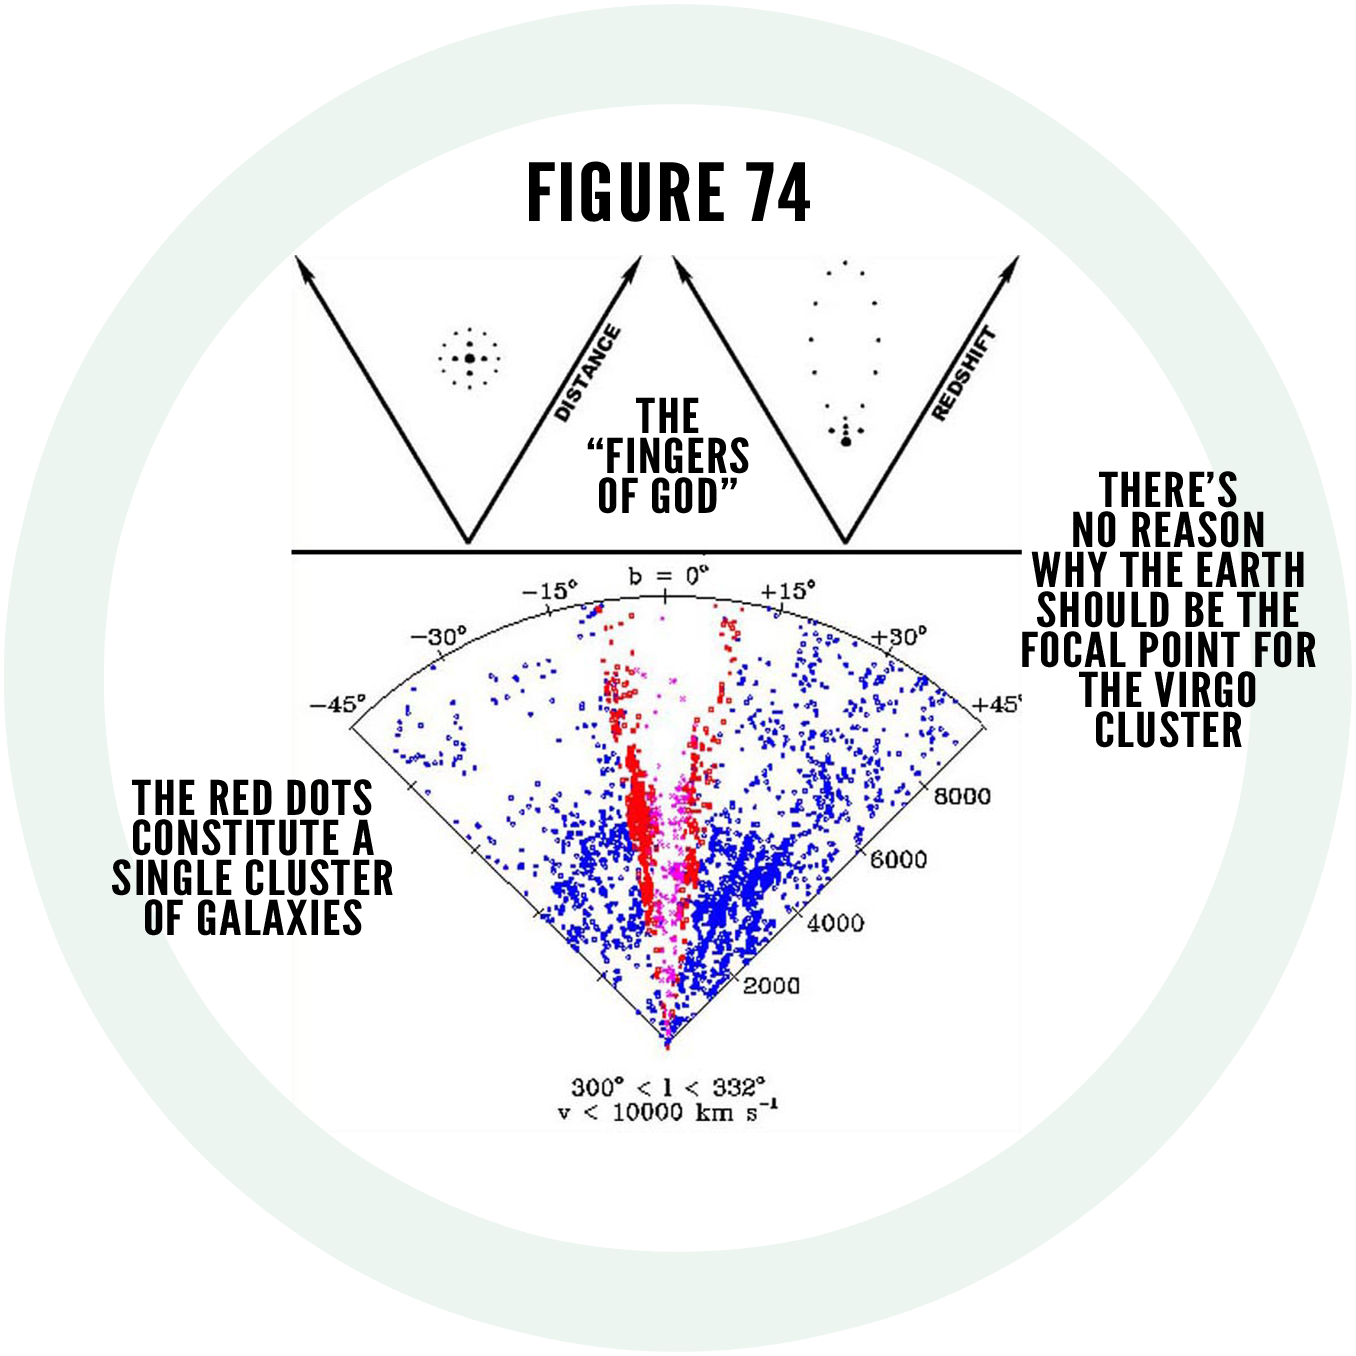 FIGURE 74
DISTANCE
REDSHIFT
THE
“FINGERS
OF GOD”
THERE’S
NO REASON
WHY THE EARTH
SHOULD BE THE
FOCAL POINT FOR
THE VIRGO
CLUSTER
b = 0°
-15°
+15°
-30°
+30°
-45°
+45°
THE RED DOTS
CONSTITUTE A
SINGLE CLUSTER
OF GALAXIES
8000
6000
4000
2000
300° < l < 332°
v < 10000 km s⁻¹